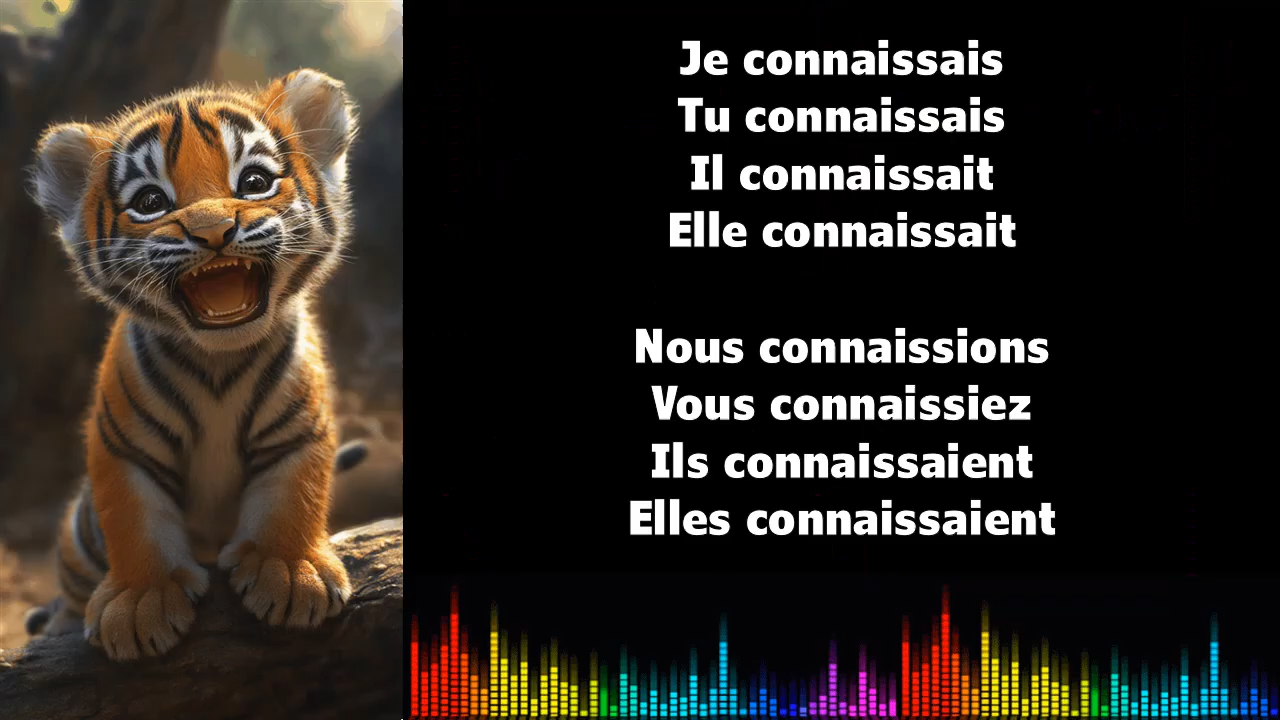 Je connaissais
Tu connaissais
Il connaissait
Elle connaissait
Nous connaissions
Vous connaissiez
Ils connaissaient
Elles connaissaient